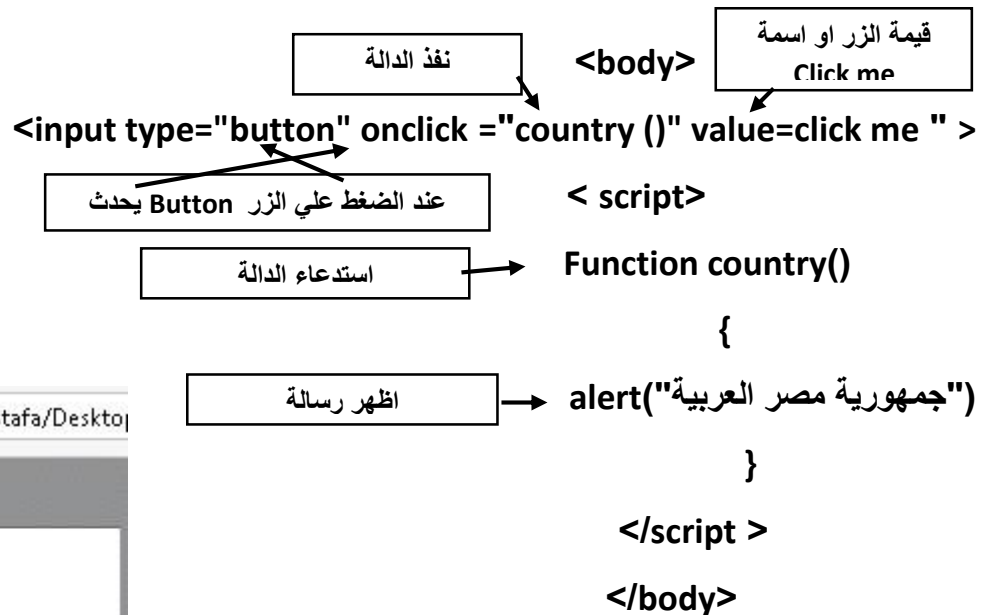 قيمة الزر او اسمة
Click me
<body>
نفذ الدالة
<input type="button" onclick ="country ()" value=click me " >
عند الضغط علي الزر Button يحدث
< script>
استدعاء الدالة
Function country()
{
اظهر رسالة
alert("جمهورية مصر العربية")
}
</script >
</body>
tafa/Desktop